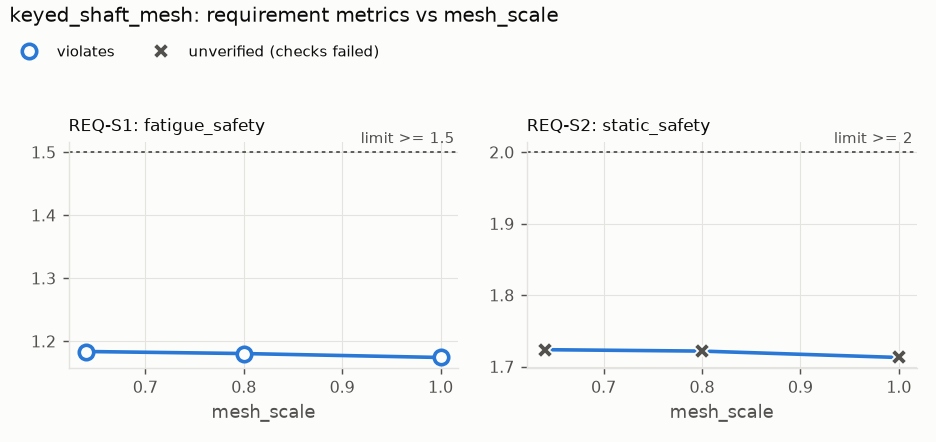 keyed_shaft_mesh: requirement metrics vs mesh_scale
violates
unverified (checks failed)
REQ-S1: fatigue_safety
limit >= 1.5
1.5
1.4
1.3
1.2
0.7
0.8
0.9
1.0
mesh_scale
REQ-S2: static_safety
limit >= 2
2.0
1.9
1.8
1.7
0.7
0.8
0.9
1.0
mesh_scale